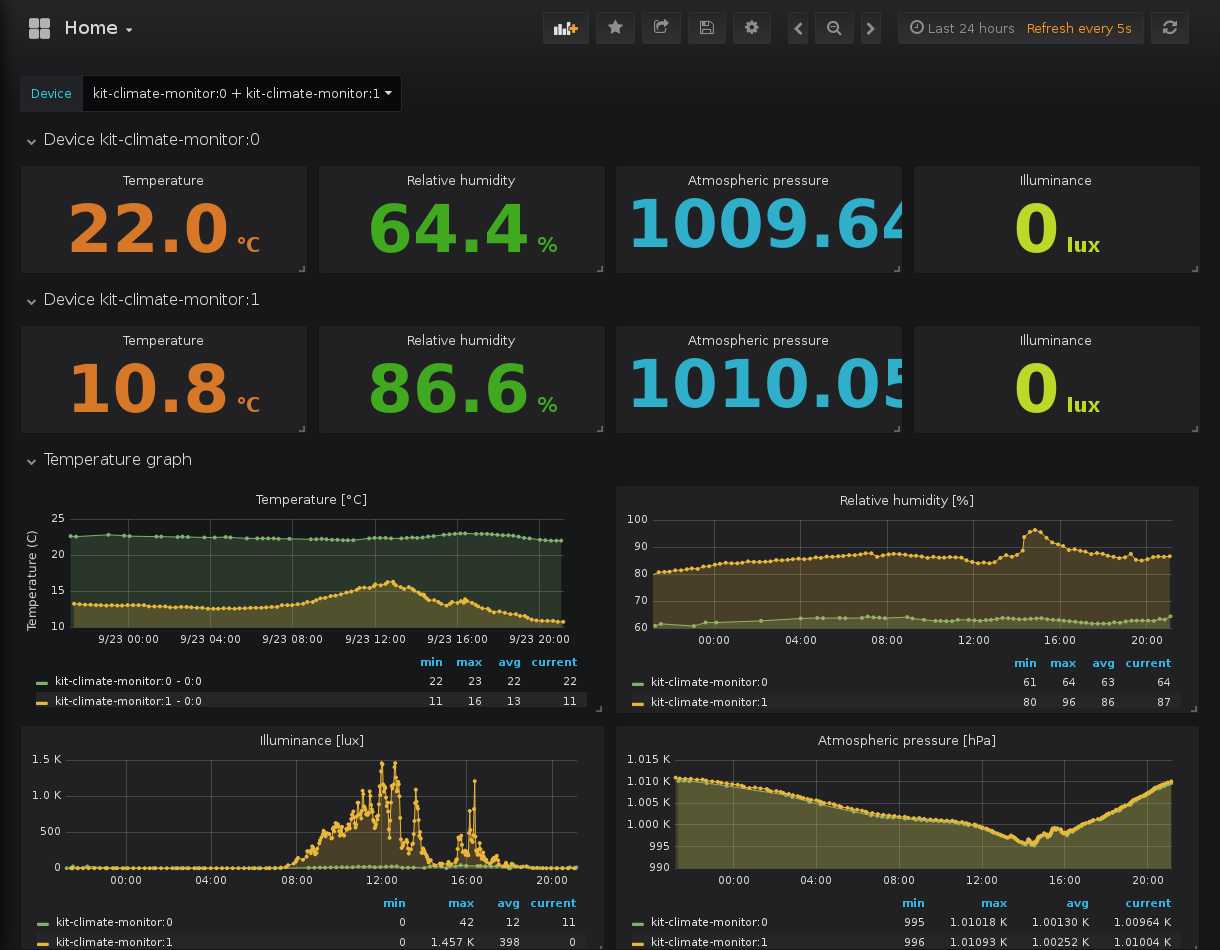 Home
Last 24 hours Refresh every 5s
Device kit-climate-monitor:0 + kit-climate-monitor:1
Device kit-climate-monitor:0
Temperature Relative humidity Atmospheric pressure Illuminance
22.0 °C 64.4 % 1009.64 0 lux
Device kit-climate-monitor:1
Temperature Relative humidity Atmospheric pressure Illuminance
10.8 °C 86.6 % 1010.05 0 lux
Temperature graph
Temperature [°C]
Temperature (C)
25
20
15
10
9/23 00:00 9/23 04:00 9/23 08:00 9/23 12:00 9/23 16:00 9/23 20:00
min max avg current
kit-climate-monitor:0 - 0:0 22 23 22 22
kit-climate-monitor:1 - 0:0 11 16 13 11
Relative humidity [%]
100
90
80
70
60
00:00 04:00 08:00 12:00 16:00 20:00
min max avg current
kit-climate-monitor:0 61 64 63 64
kit-climate-monitor:1 80 96 86 87
Illuminance [lux]
1.5 K
1.0 K
500
0
00:00 04:00 08:00 12:00 16:00 20:00
min max avg current
kit-climate-monitor:0 0 42 12 11
kit-climate-monitor:1 0 1.457 K 398 0
Atmospheric pressure [hPa]
1.015 K
1.010 K
1.005 K
1.000 K
995
990
00:00 04:00 08:00 12:00 16:00 20:00
min max avg current
kit-climate-monitor:0 995 1.01018 K 1.00130 K 1.00964 K
kit-climate-monitor:1 996 1.01093 K 1.00252 K 1.01004 K